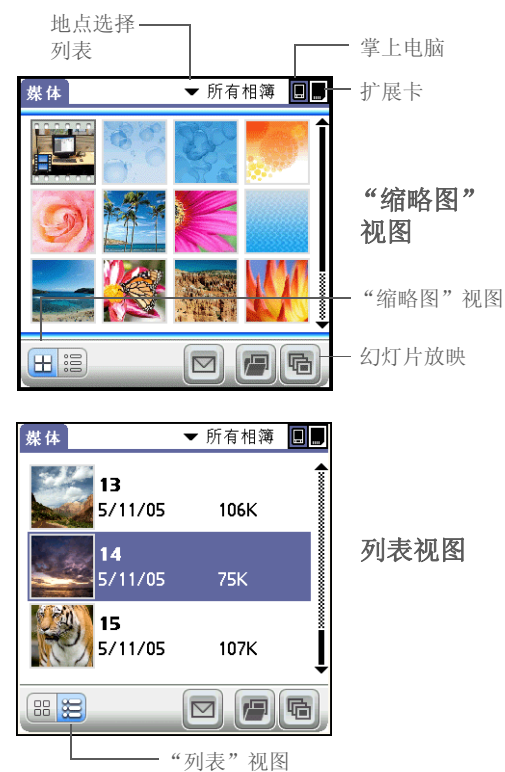 地点选择
列表
掌上电脑
扩展卡
媒体
所有相簿
“缩略图”
视图
“缩略图”视图
幻灯片放映
媒体
所有相簿
13
5/11/05 106K
14
5/11/05 75K
15
5/11/05 107K
列表视图
“列表”视图